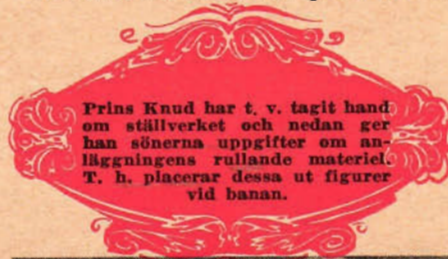 Prins Knud har t. v. tagit hand
om ställverket och nedan ger
han sönerna uppgifter om an-
läggningens rullande materiel.
T. h. placerar dessa ut figurer
vid banan.